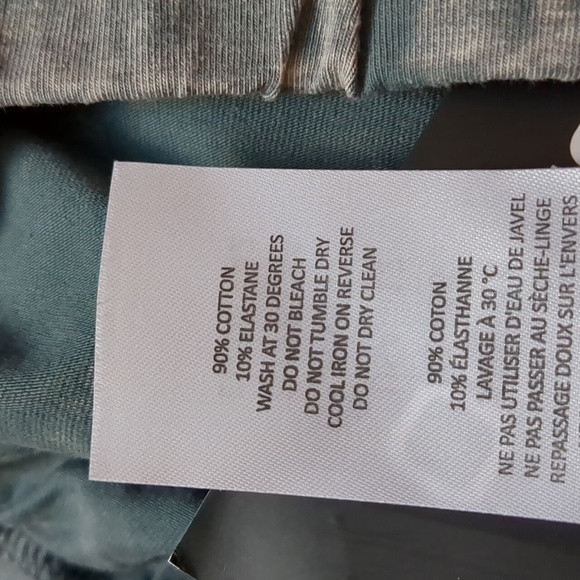 90% COTTON
10% ELASTANE
WASH AT 30 DEGREES
DO NOT BLEACH
DO NOT TUMBLE DRY
COOL IRON ON REVERSE
DO NOT DRY CLEAN
90% COTON
10% ÉLASTHANNE
LAVAGE À 30 °C
NE PAS UTILISER D'EAU DE JAVEL
NE PAS PASSER AU SÈCHE-LINGE
REPASSAGE DOUX SUR L'ENVERS